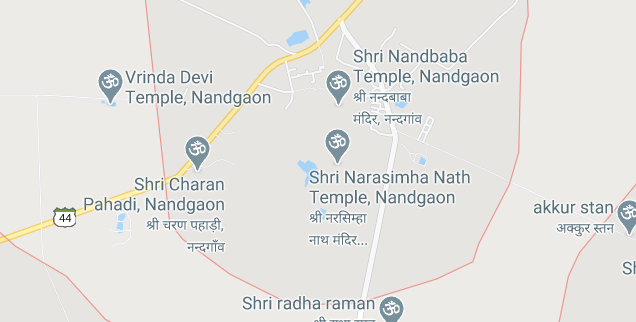 Shri Nandbaba
Temple, Nandgaon
श्री नन्दबाबा
मंदिर, नन्दगांव
Vrinda Devi
Temple, Nandgaon
Shri Charan
Pahadi, Nandgaon
श्री चरण पहाड़ी,
नन्दगाँव
Shri Narasimha Nath
Temple, Nandgaon
श्री नरसिम्हा
नाथ मंदिर...
44
akkur stan
अक्कुर स्तन
Sh
Shri radha raman